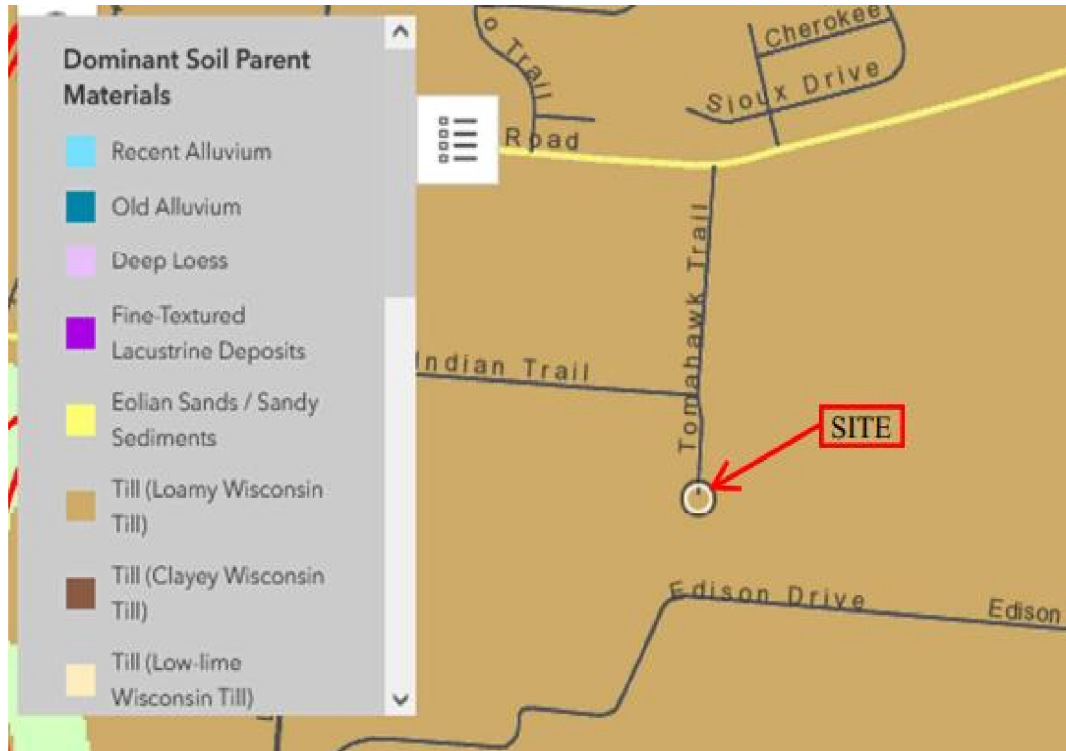 Dominant Soil Parent
Materials
Recent Alluvium
Old Alluvium
Deep Loess
Fine-Textured
Lacustrine Deposits
Eolian Sands / Sandy
Sediments
Till (Loamy Wisconsin
Till)
Till (Clayey Wisconsin
Till)
Till (Low-lime
Wisconsin Till)
o Trail
Cherokee
Sioux Drive
Road
Tomahawk Trail
Indian Trail
SITE
Edison Drive
Edison